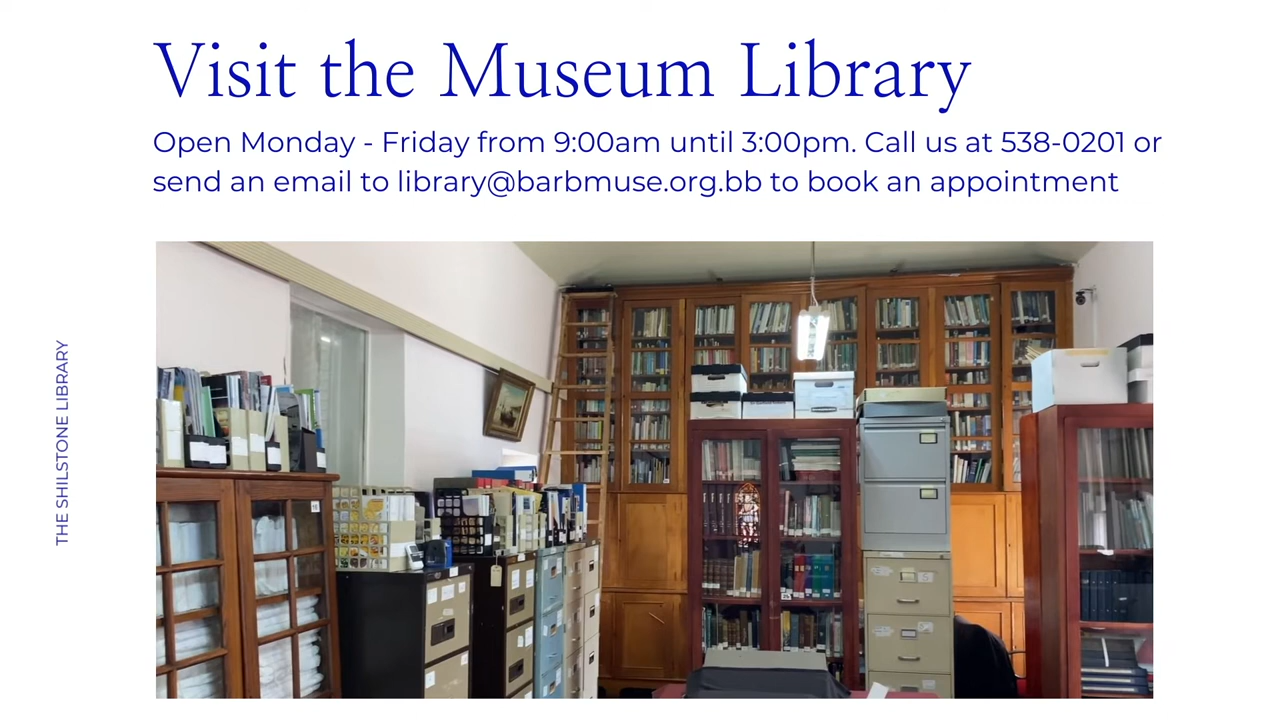 Visit the Museum Library
Open Monday - Friday from 9:00am until 3:00pm. Call us at 538-0201 or
send an email to library@barbmuse.org.bb to book an appointment
THE SHILSTONE LIBRARY